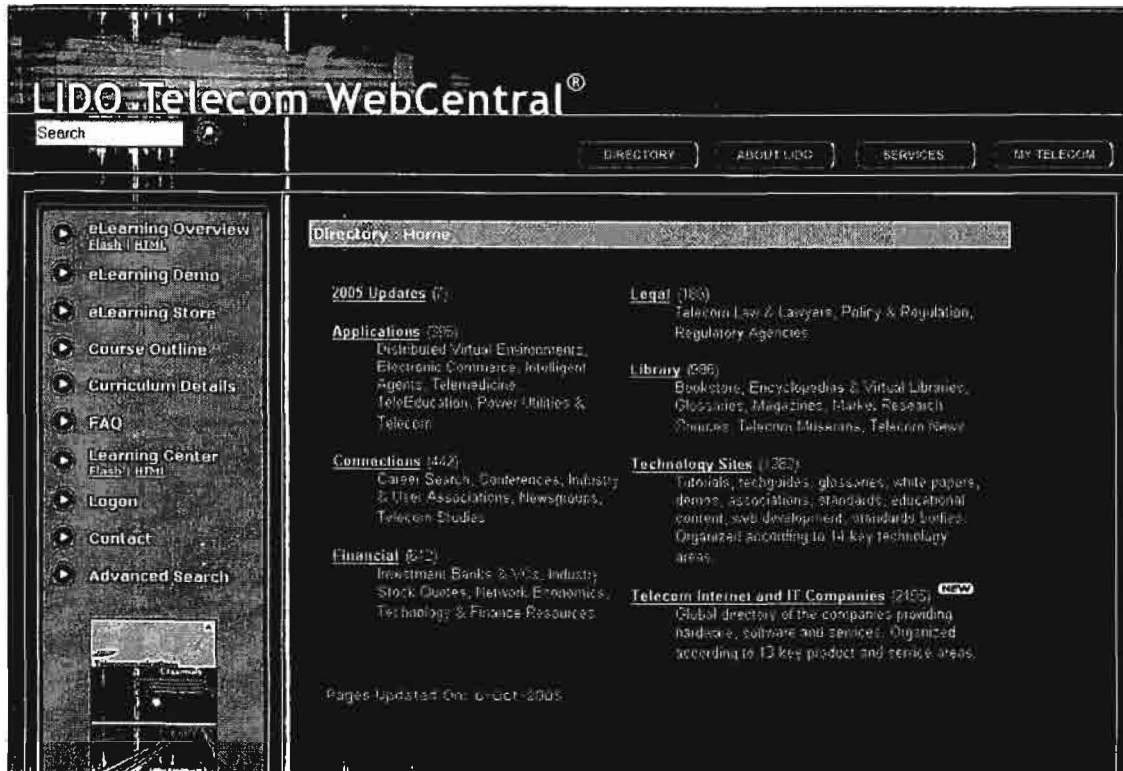 LIDO Telecom WebCentral®
Search
DIRECTORY
ABOUT LIDO
SERVICES
MY TELECOM
eLearning Overview
Flash | HTML
eLearning Demo
eLearning Store
Course Outline
Curriculum Details
FAQ
Learning Center
Flash | HTML
Logon
Contact
Advanced Search
Directory : Home
2005 Updates (7)
Applications
Distributed Virtual Environments,
Electronic Commerce, Intelligent
Agents, Telemedicine,
TeleEducation, Power Utilities &
Telecom
Connections (442)
Career Search, Conferences, Industry
& User Associations, Newsgroups,
Telecom Studies
Financial
Investment Banks & VCs, Industry
Stock Quotes, Network Economics,
Technology & Finance Resources
Legal
Telecom Law & Lawyers, Policy & Regulation,
Regulatory Agencies
Library
Bookstore, Encyclopedias & Virtual Libraries,
Glossaries, Magazines, Market Research
Sources, Telecom Museums, Telecom News
Technology Sites
Tutorials, techguides, glossaries, white papers,
demos, associations, standards, educational
content, web development, standards bodies.
Organized according to 14 key technology
areas.
Telecom Internet and IT Companies NEW
Global directory of the companies providing
hardware, software and services. Organized
according to 13 key product and service areas.
Pages Updated On: 6-Oct-2005